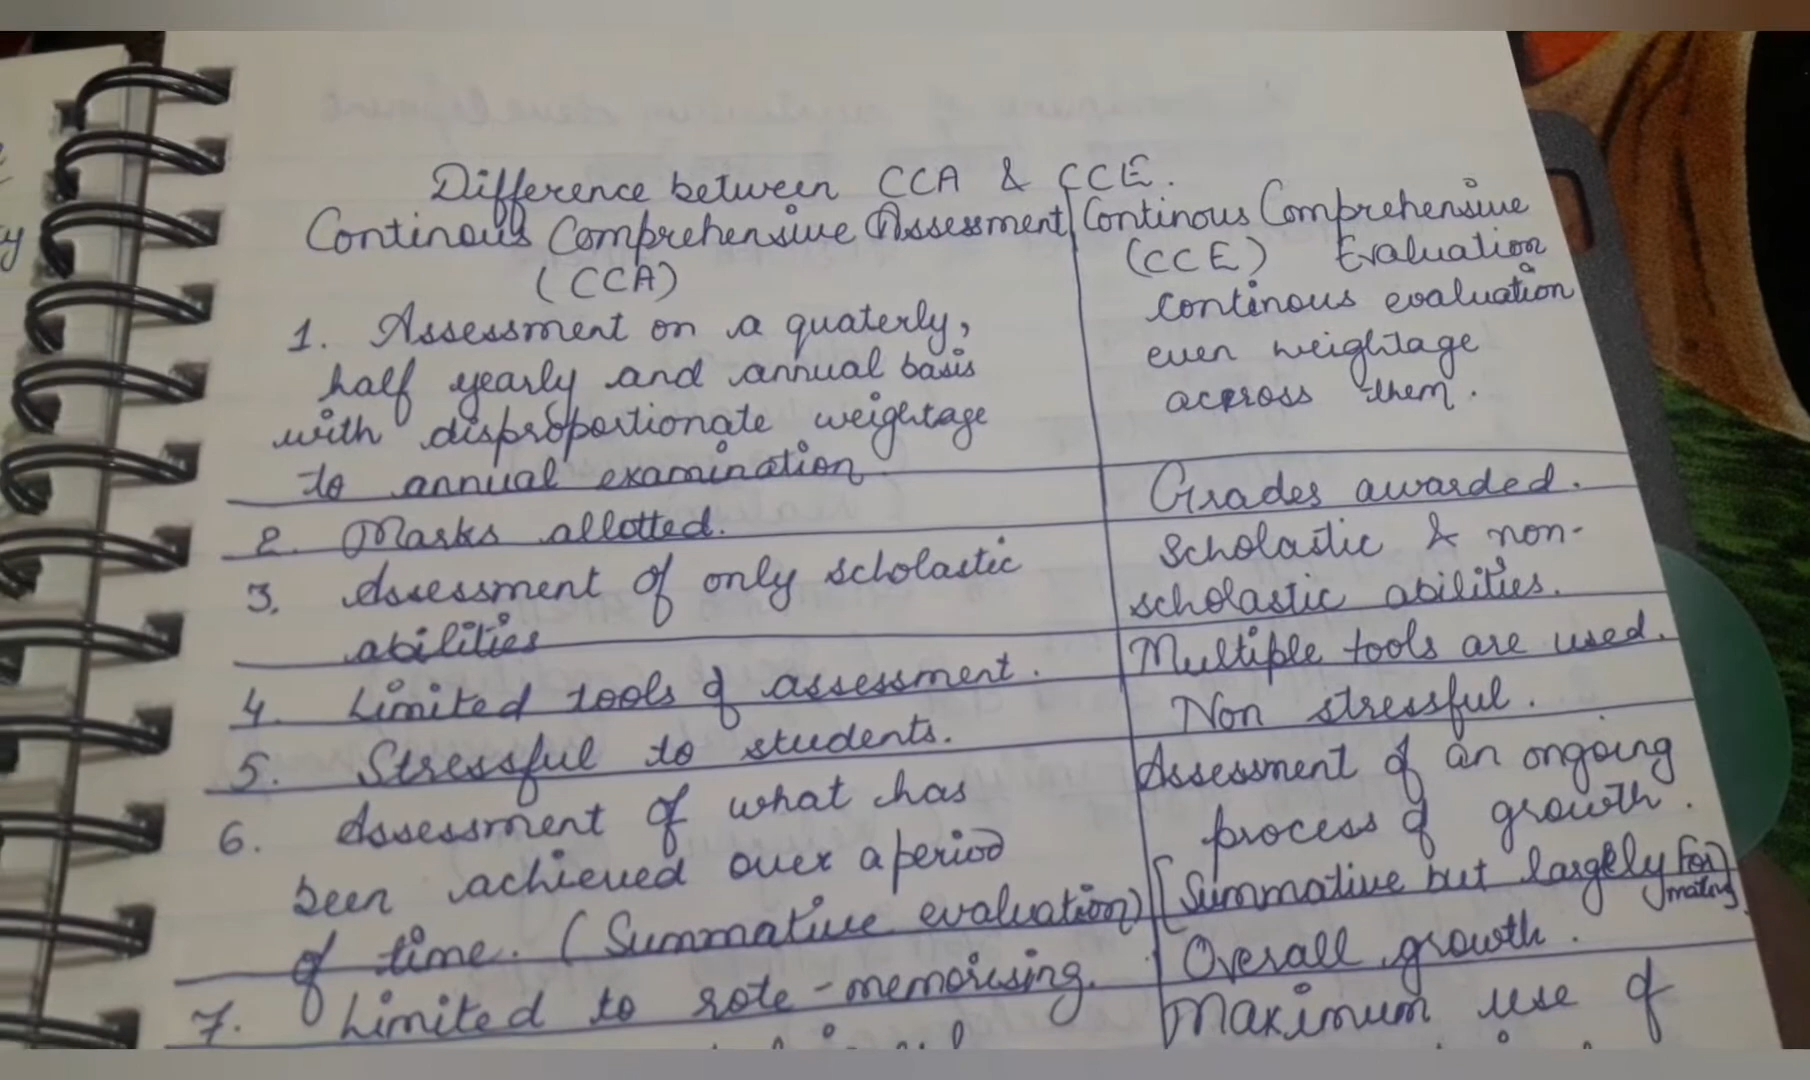 Difference between CCA & CCE.
Continous Comprehensive Assessment
(CCA)
Continous Comprehensive
(CCE) Evaluation
1. Assessment on a quaterly,
half yearly and annual basis
with disproportionate weightage
to annual examination.
continous evaluation
even weightage
across them.
2. Marks allotted.
Grades awarded.
3. Assessment of only scholastic
abilities
Scholastic & non-
scholastic abilities.
4. Limited tools of assessment.
Multiple tools are used.
5. Stressful to students.
Non stressful.
6. Assessment of what has
been achieved over a period
of time. (Summative evaluation)
Assessment of an ongoing
process of growth.
[Summative but largely For
mating
7. Limited to rote-memorising.
Overall growth.
Maximum use of